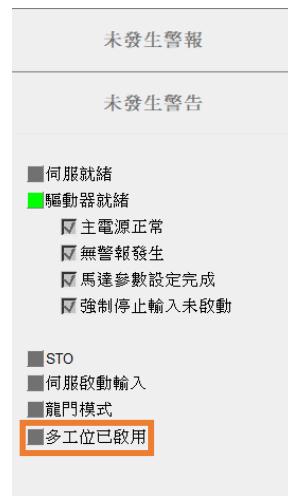 未發生警報
未發生警告
伺服就緒
驅動器就緒
主電源正常
無警報發生
馬達參數設定完成
強制停止輸入未啟動
STO
伺服啟動輸入
龍門模式
多工位已啟用